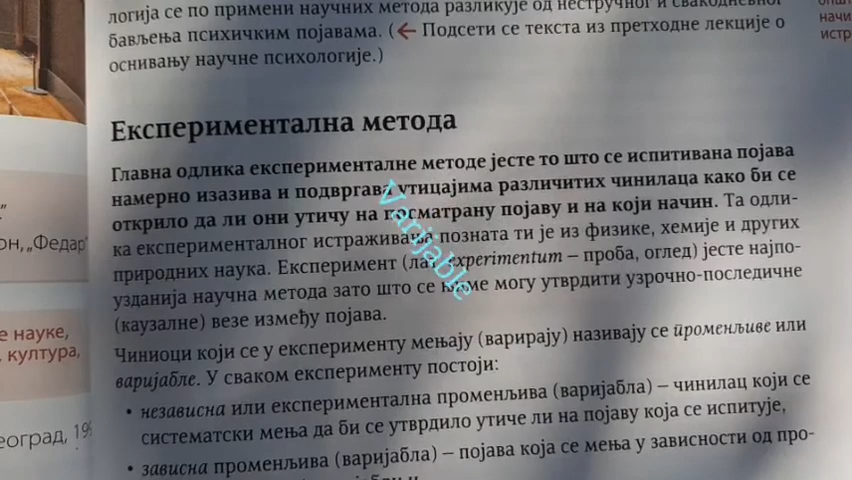 логија се по примени научних метода разликује од нестручног и свакодневног
бављења психичким појавама. (← Подсети се текста из претходне лекције о
оснивању научне психологије.)
Експериментална метода
Главна одлика експерименталне методе јесте то што се испитивана појава
намерно изазива и подвргава утицајима различитих чинилаца како би се
открило да ли они утичу на посматрану појаву и на који начин. Та одли-
ка експерименталног истраживања позната ти је из физике, хемије и других
природних наука. Експеримент (лат. experimentum – проба, оглед) јесте најпо-
узданија научна метода зато што се њиме могу утврдити узрочно-последичне
(каузалне) везе између појава.
Чиниоци који се у експерименту мењају (варирају) називају се променљиве или
варијабле. У сваком експерименту постоји:
• независна или експериментална променљива (варијабла) – чинилац који се
систематски мења да би се утврдило утиче ли на појаву која се испитује,
• зависна променљива (варијабла) – појава која се мења у зависности од про-
Varijable
он, „Федар"
е науке,
, култура,
еоград, 19
начи
истр